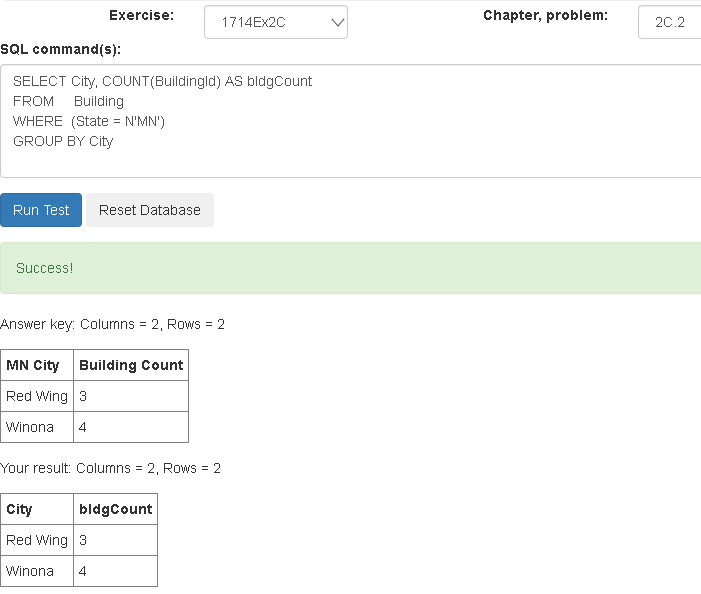 Exercise: 1714Ex2C Chapter, problem: 2C.2
SQL command(s):
SELECT City, COUNT(BuildingId) AS bldgCount
FROM Building
WHERE (State = N'MN')
GROUP BY City
Run Test Reset Database
Success!
Answer key: Columns = 2, Rows = 2
MN City Building Count
Red Wing 3
Winona 4
Your result: Columns = 2, Rows = 2
City bldgCount
Red Wing 3
Winona 4